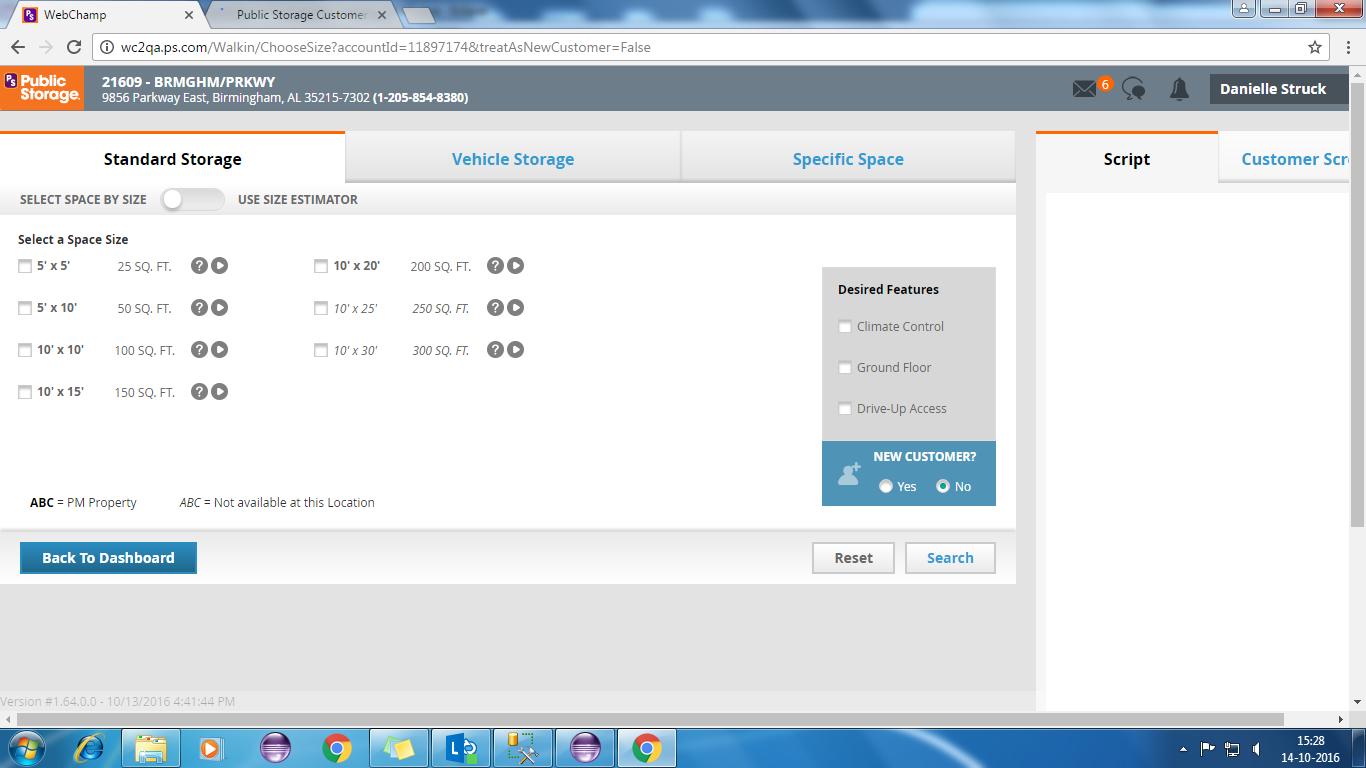 WebChamp
Public Storage Customer
wc2qa.ps.com/Walkin/ChooseSize?accountId=11897174&treatAsNewCustomer=False
PS Public Storage.
21609 - BRMGHM/PRKWY
9856 Parkway East, Birmingham, AL 35215-7302 (1-205-854-8380)
6
Danielle Struck
Standard Storage
Vehicle Storage
Specific Space
Script
Customer Scr
SELECT SPACE BY SIZE
USE SIZE ESTIMATOR
Select a Space Size
5' x 5' 25 SQ. FT. ?
10' x 20' 200 SQ. FT. ?
5' x 10' 50 SQ. FT. ?
10' x 25' 250 SQ. FT. ?
10' x 10' 100 SQ. FT. ?
10' x 30' 300 SQ. FT. ?
10' x 15' 150 SQ. FT. ?
Desired Features
Climate Control
Ground Floor
Drive-Up Access
NEW CUSTOMER?
Yes No
ABC = PM Property
ABC = Not available at this Location
Back To Dashboard
Reset
Search
Version #1.64.0.0 - 10/13/2016 4:41:44 PM
15:28
14-10-2016